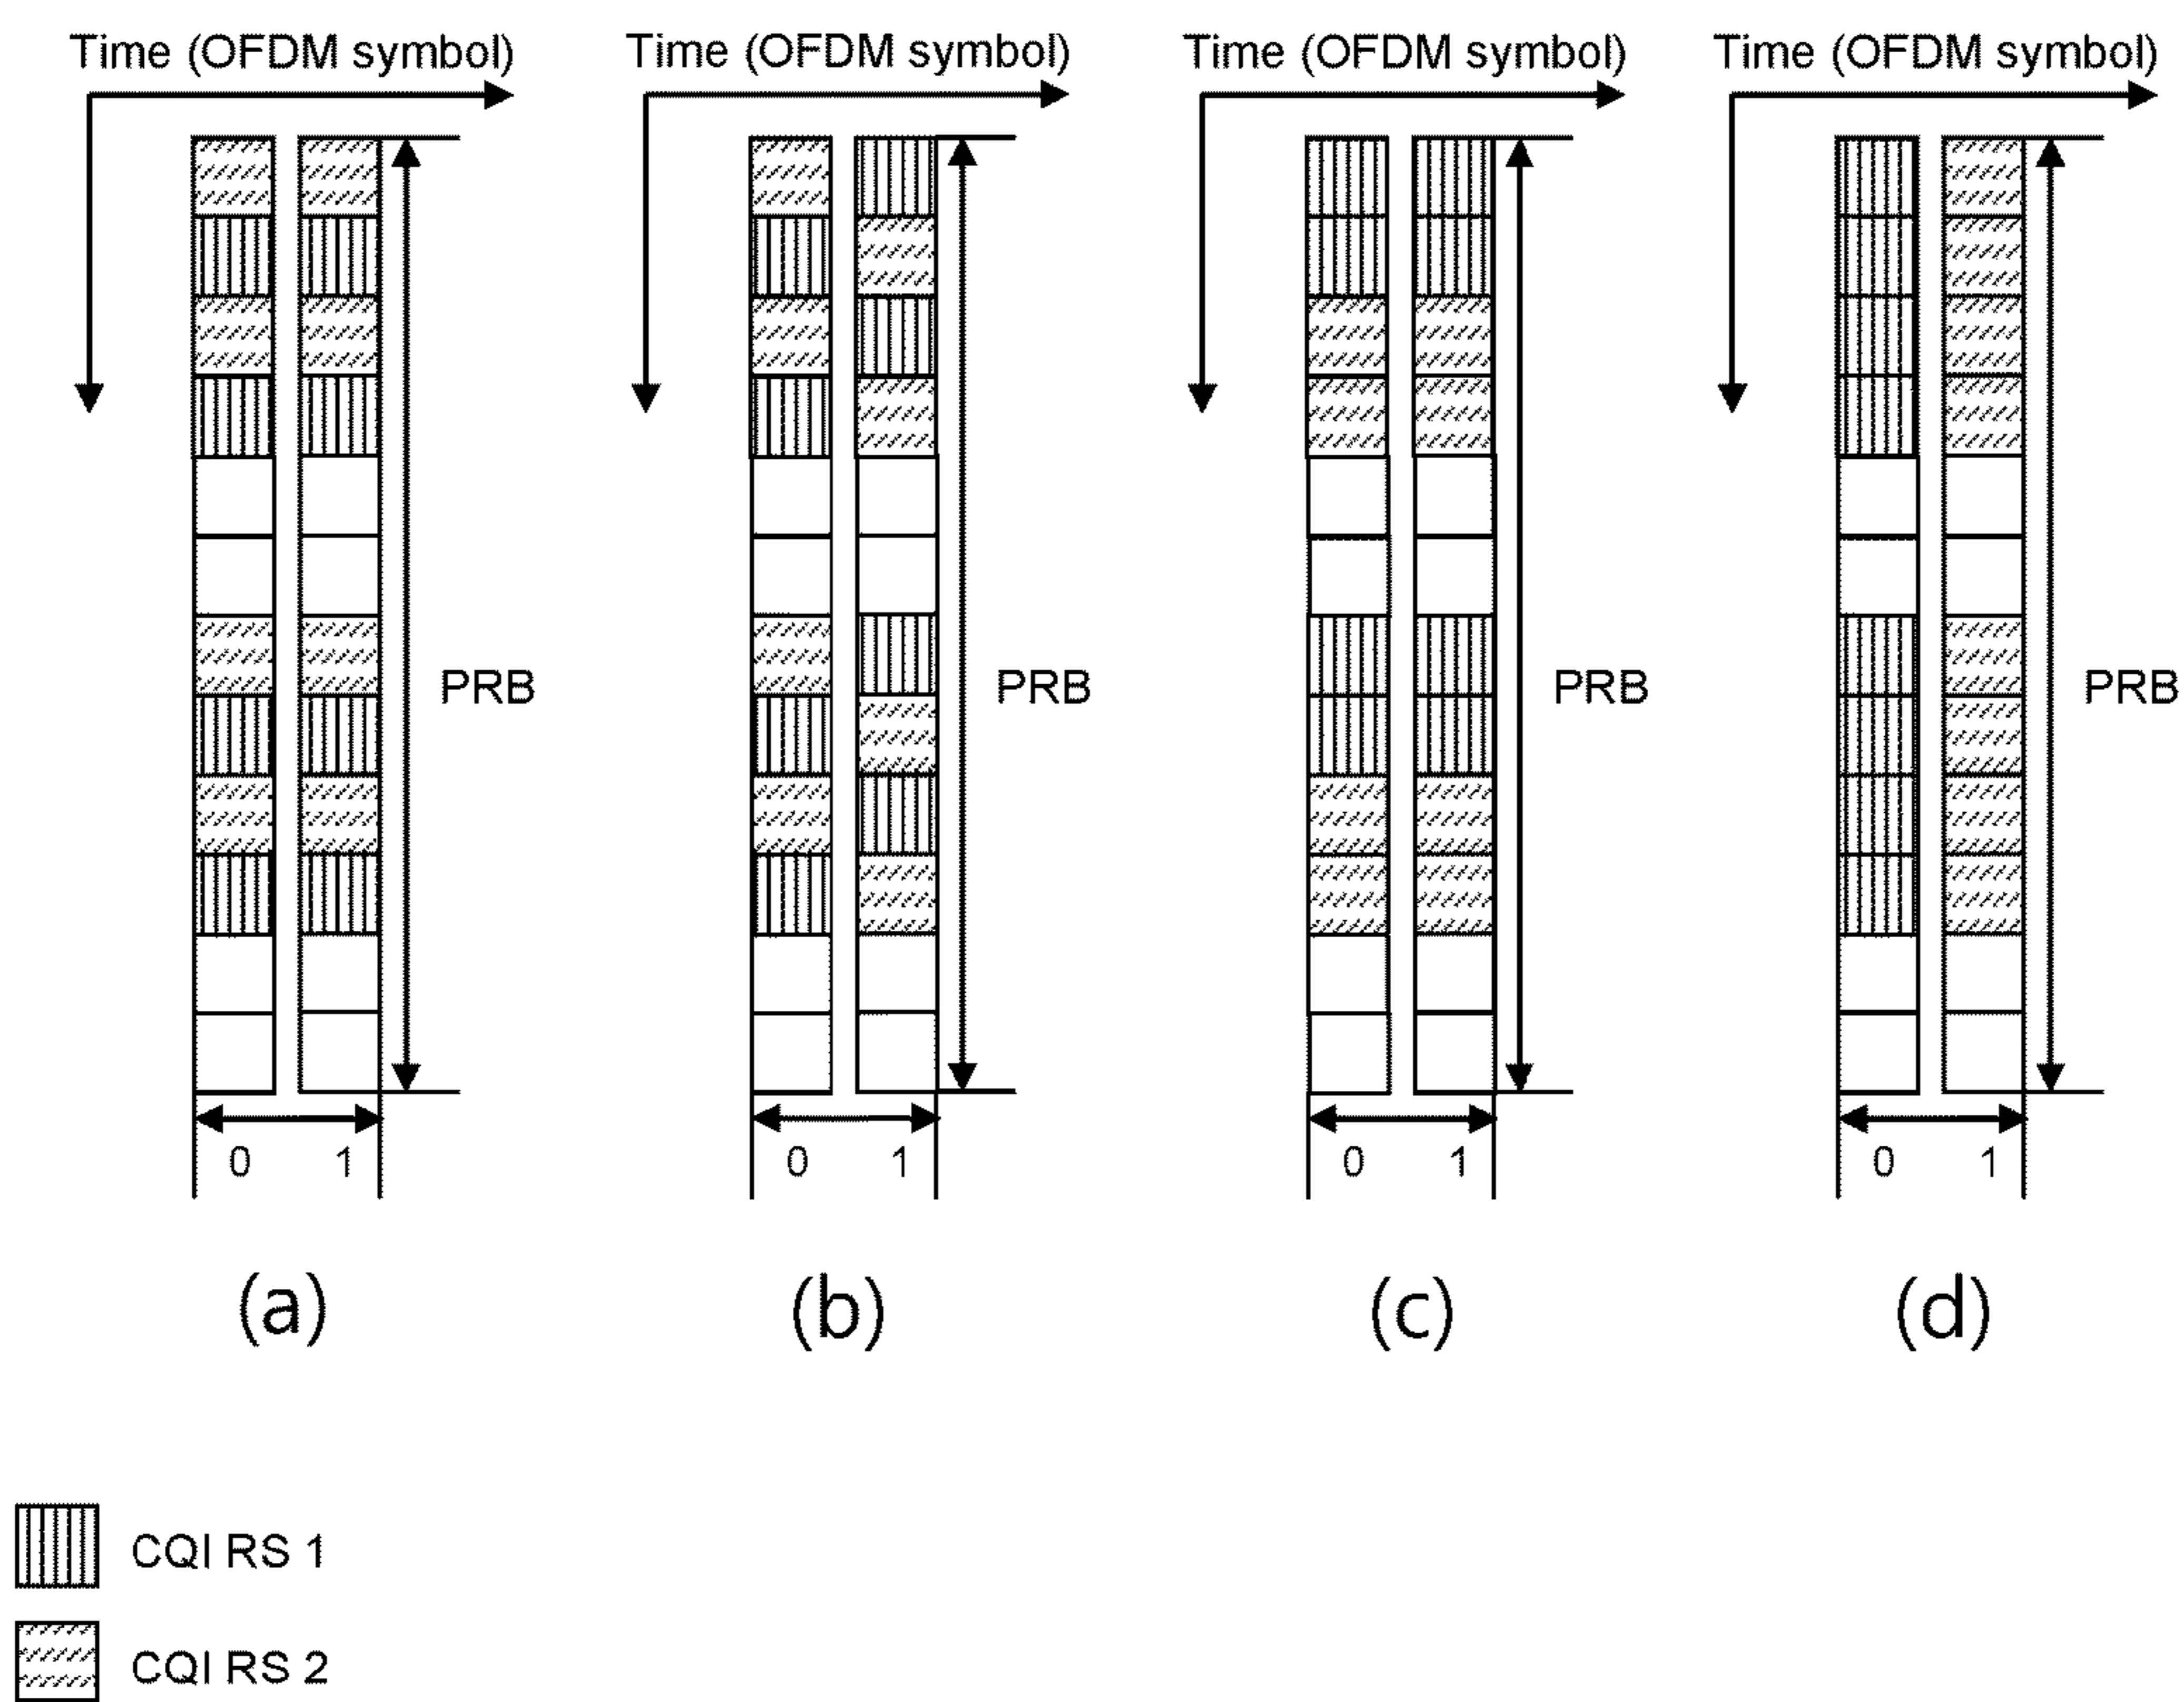 Time (OFDM symbol) Time (OFDM symbol) Time (OFDM symbol) Time (OFDM symbol)
PRB PRB PRB PRB
0 1 0 1 0 1 0 1
(a) (b) (c) (d)
CQI RS 1
CQI RS 2